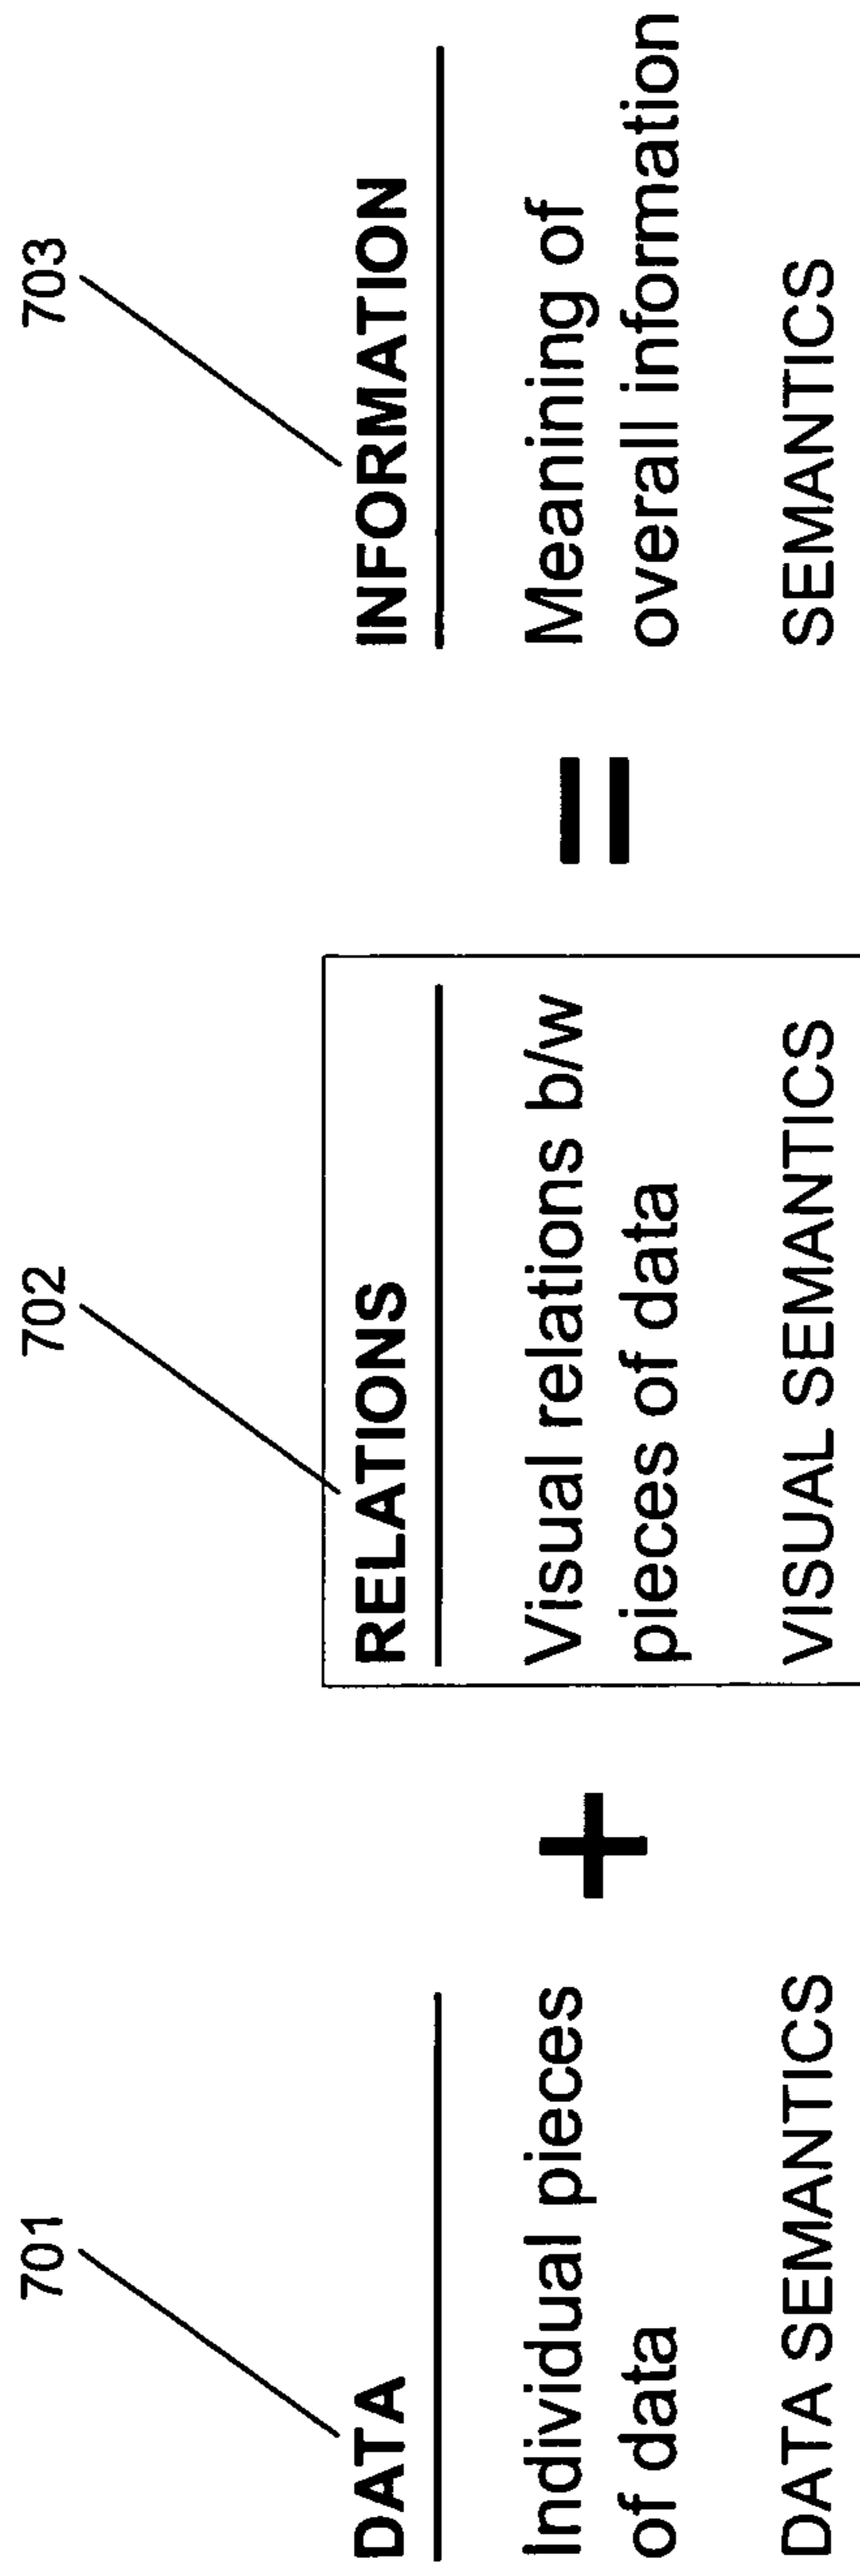 701
DATA
Individual pieces
of data
DATA SEMANTICS
+
702
RELATIONS
Visual relations b/w
pieces of data
VISUAL SEMANTICS
=
703
INFORMATION
Meanining of
overall information
SEMANTICS